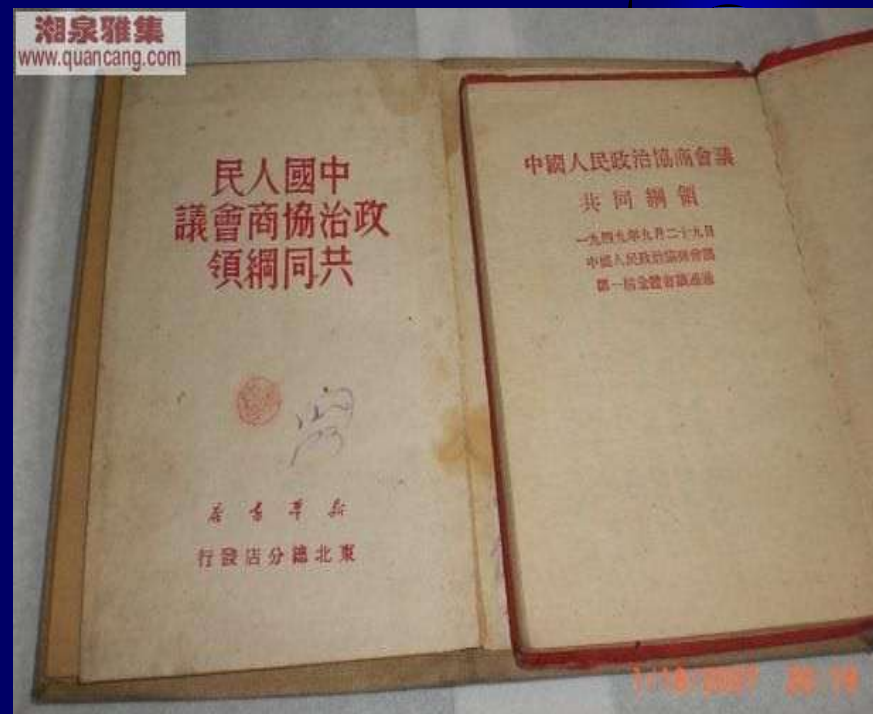 泉雅集
www.quancang.com
中國人民
政治協商會議
共同綱領
新華書店
東北總分店發行
中國人民政治協商會議
共同綱領
一九四九年九月二十九日
中國人民政治協商會議
第一屆全體會議通過